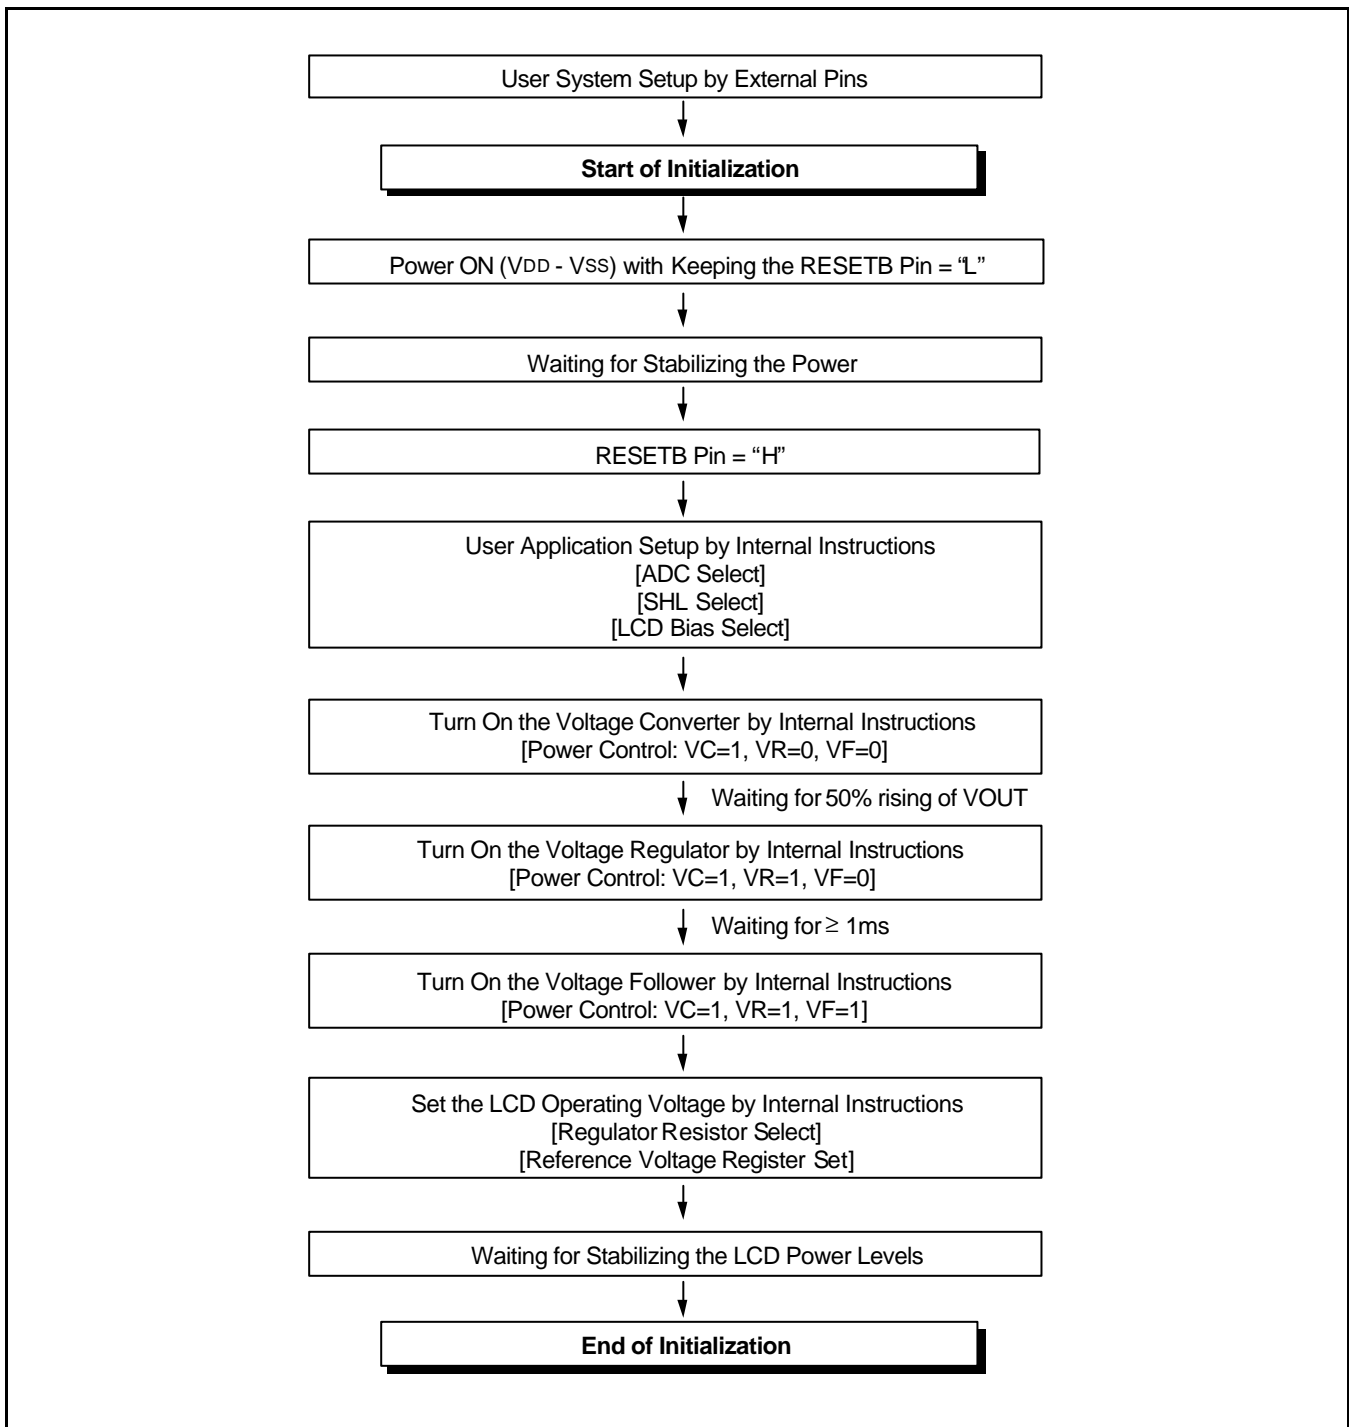 User System Setup by External Pins
Start of Initialization
Power ON (VDD - VSS) with Keeping the RESETB Pin = “L”
Waiting for Stabilizing the Power
RESETB Pin = “H”
User Application Setup by Internal Instructions
[ADC Select]
[SHL Select]
[LCD Bias Select]
Turn On the Voltage Converter by Internal Instructions
[Power Control: VC=1, VR=0, VF=0]
Waiting for 50% rising of VOUT
Turn On the Voltage Regulator by Internal Instructions
[Power Control: VC=1, VR=1, VF=0]
Waiting for ≥ 1ms
Turn On the Voltage Follower by Internal Instructions
[Power Control: VC=1, VR=1, VF=1]
Set the LCD Operating Voltage by Internal Instructions
[Regulator Resistor Select]
[Reference Voltage Register Set]
Waiting for Stabilizing the LCD Power Levels
End of Initialization